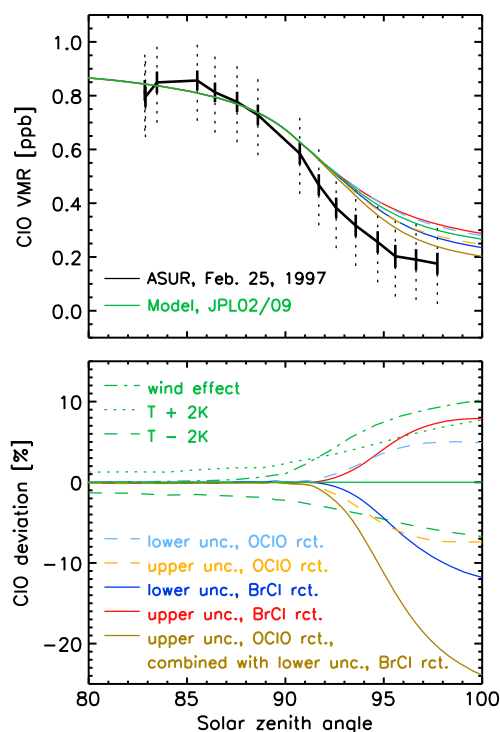 1.0
0.8
0.6
0.4
0.2
0.0
ClO VMR [ppb]
ASUR, Feb. 25, 1997
Model, JPL02/09
10
0
-10
-20
ClO deviation [%]
wind effect
T + 2K
T - 2K
lower unc., OClO rct.
upper unc., OClO rct.
lower unc., BrCl rct.
upper unc., BrCl rct.
upper unc., OClO rct.,
combined with lower unc., BrCl rct.
80 85 90 95 100
Solar zenith angle